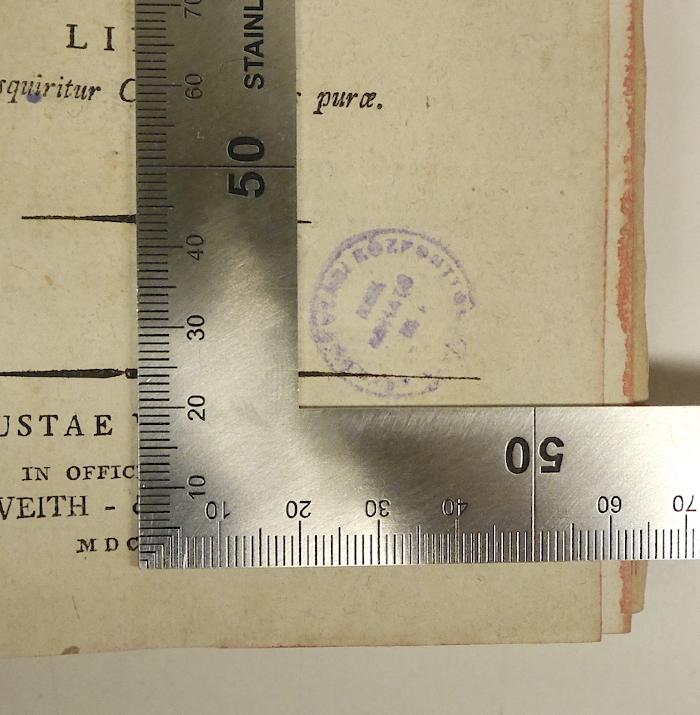 70
STAINL
LI
squiritur C
puræ.
60
50
40
KÖZPONTI
30
USTAE
20
IN OFFIC
VEITH -
MDC
10
10 20 30 40 50 60 70